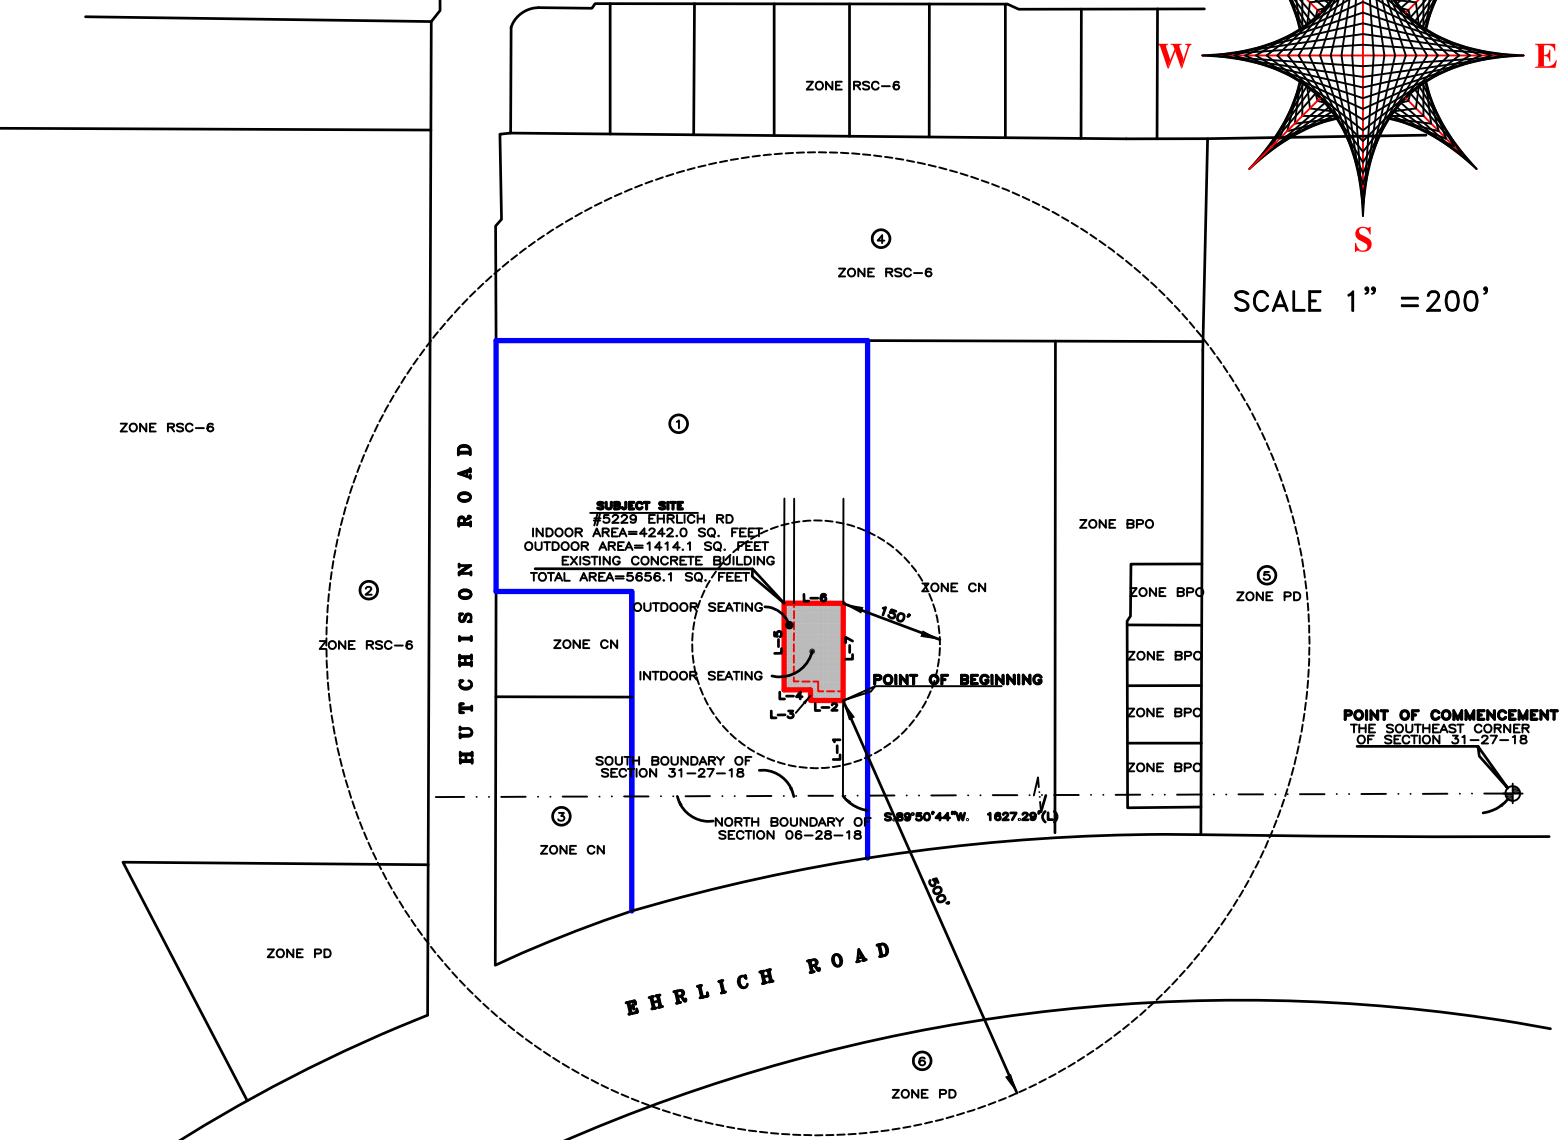 W
E
ZONE RSC-6
S
4
ZONE RSC-6
SCALE 1" =200'
ZONE RSC-6
1
HUTCHISON ROAD
SUBJECT SITE
#5229 EHRLICH RD
INDOOR AREA=4242.0 SQ. FEET
OUTDOOR AREA=1414.1 SQ. FEET
EXISTING CONCRETE BUILDING
TOTAL AREA=5656.1 SQ. FEET
ZONE BPO
2
ZONE RSC-6
OUTDOOR SEATING
L-6
L-5
150'
L-7
ZONE CN
ZONE BPO
5
ZONE PD
ZONE CN
ZONE BPO
INTDOOR SEATING
L-4
L-3
L-2
POINT OF BEGINNING
ZONE BPO
POINT OF COMMENCEMENT
THE SOUTHEAST CORNER
OF SECTION 31-27-18
L-1
SOUTH BOUNDARY OF
SECTION 31-27-18
ZONE BPO
3
ZONE CN
NORTH BOUNDARY OF
SECTION 06-28-18
S.89°50'44"W. 1627.29'(L)
500'
ZONE PD
EHRLICH ROAD
6
ZONE PD